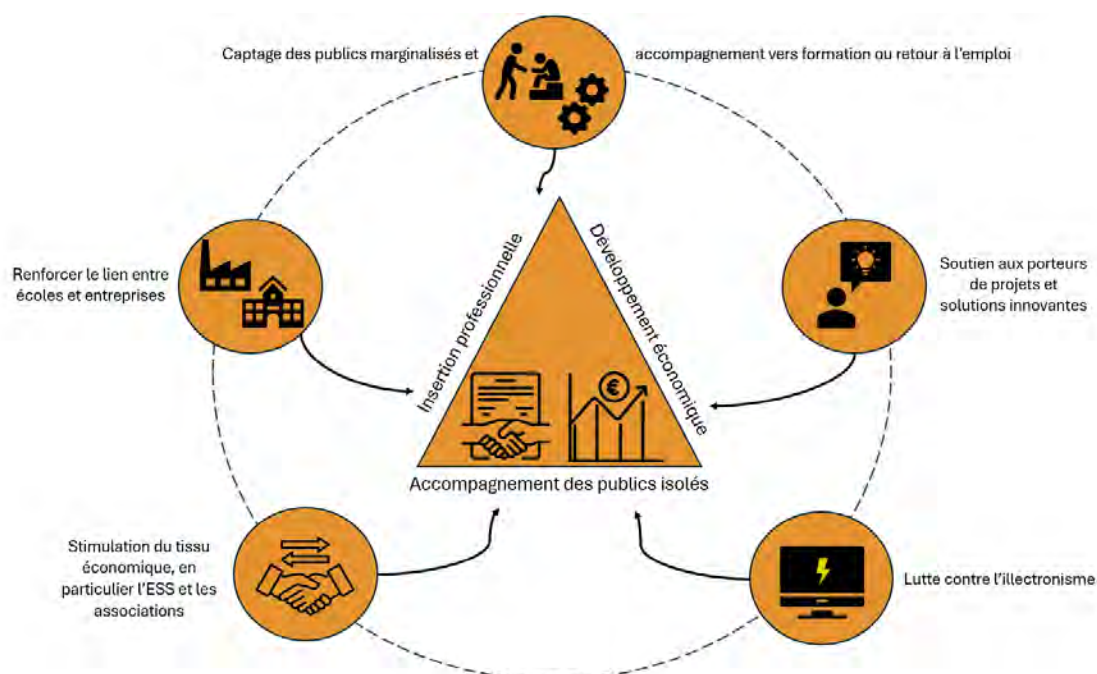 Captage des publics marginalisés et
accompagnement vers formation ou retour à l'emploi
Renforcer le lien entre
écoles et entreprises
Insertion professionnelle
Développement économique
€
Soutien aux porteurs
de projets et
solutions innovantes
Accompagnement des publics isolés
Stimulation du tissu
économique, en
particulier l'ESS et les
associations
Lutte contre l'illectronisme